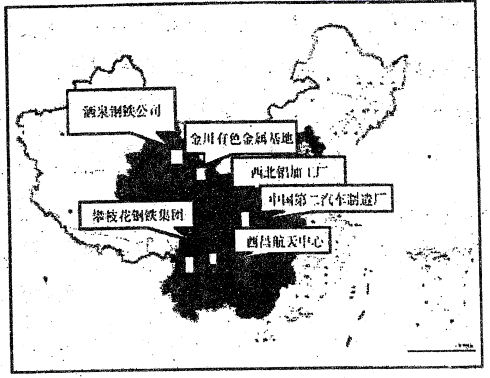 酒泉钢铁公司
金川有色金属基地
西北铝加工厂
中国第二汽车制造厂
攀枝花钢铁集团
西昌航天中心